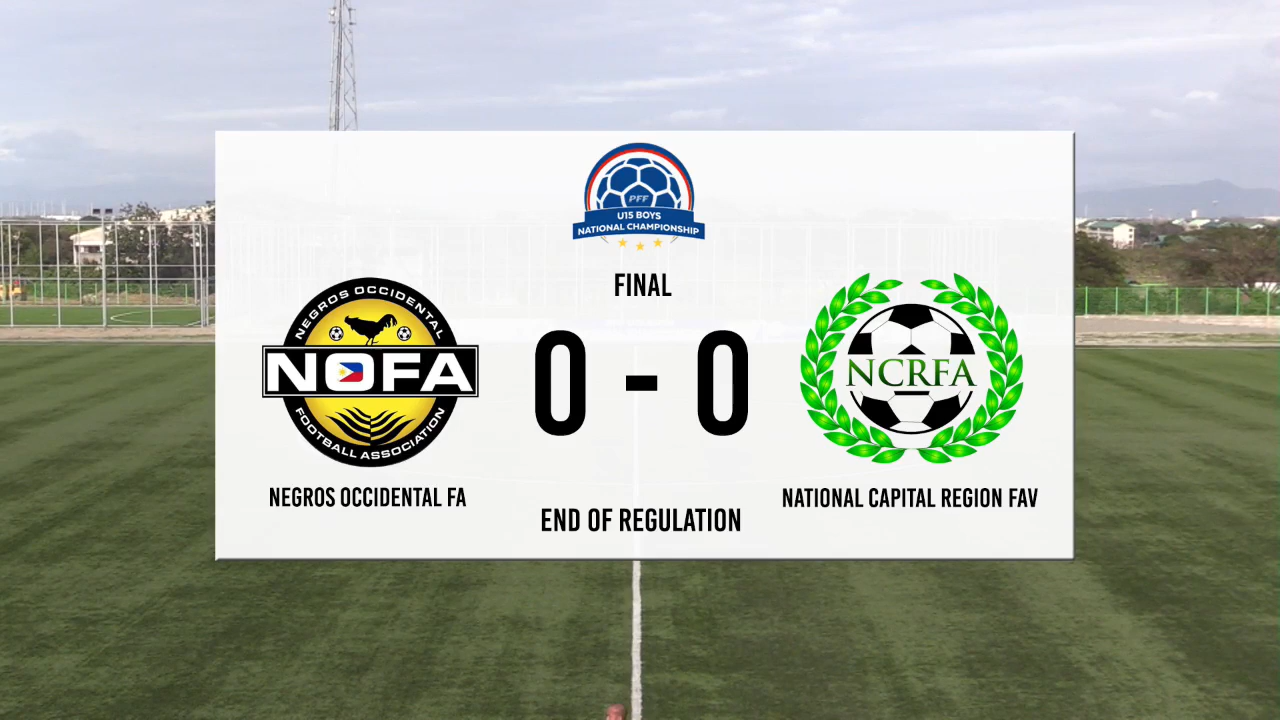 PFF
U15 BOYS
NATIONAL CHAMPIONSHIP
FINAL
NEGROS OCCIDENTAL
NOFA
FOOTBALL ASSOCIATION
0 - 0
NCRFA
NEGROS OCCIDENTAL FA
NATIONAL CAPITAL REGION FAV
END OF REGULATION